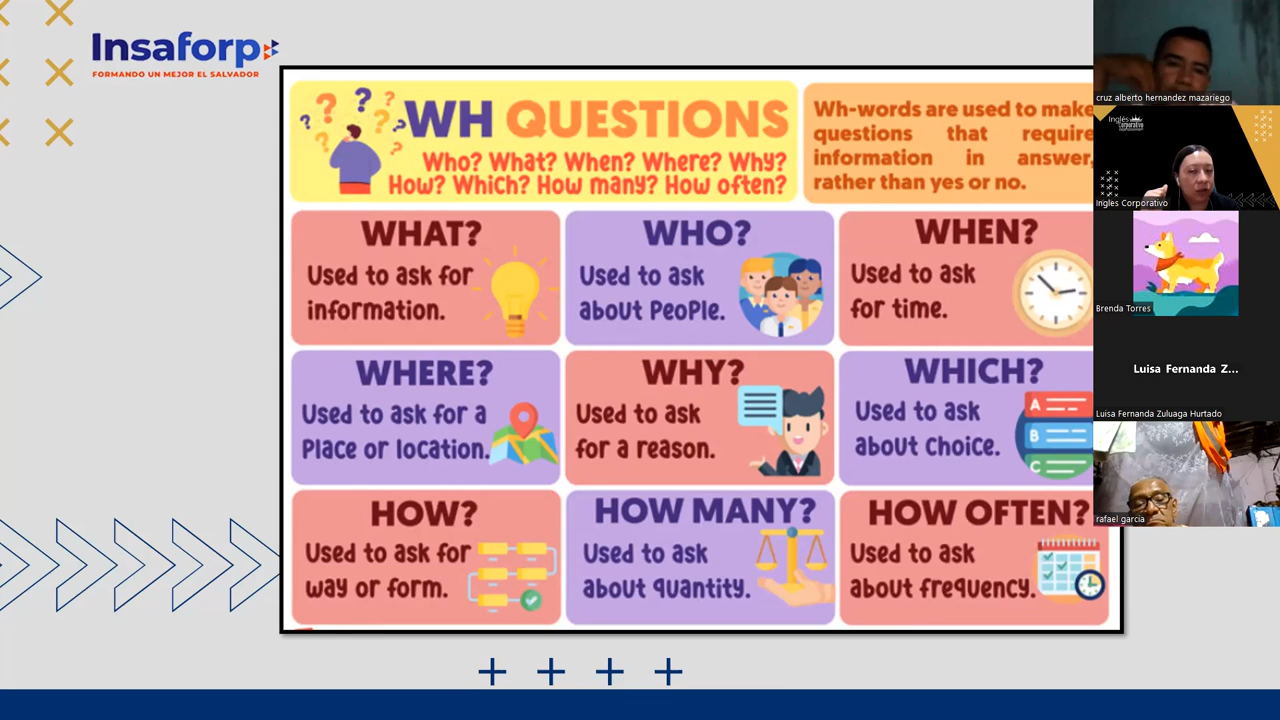 Insaforp
FORMANDO UN MEJOR EL SALVADOR
WH QUESTIONS
Who? What? When? Where? Why?
How? Which? How many? How often?
Wh-words are used to make
questions that require
information in answer,
rather than yes or no.
WHAT?
Used to ask for
information.
WHO?
Used to ask
about People.
WHEN?
Used to ask
for time.
WHERE?
Used to ask for a
Place or location.
WHY?
Used to ask
for a reason.
WHICH?
Used to ask
about Choice.
A
B
C
HOW?
Used to ask for
way or form.
HOW MANY?
Used to ask
about quantity.
HOW OFTEN?
Used to ask
about frequency.
cruz alberto hernandez mazariego
Inglés
Corporativo
Ingles Corporativo
Brenda Torres
Luisa Fernanda Z...
Luisa Fernanda Zuluaga Hurtado
rafael garcia